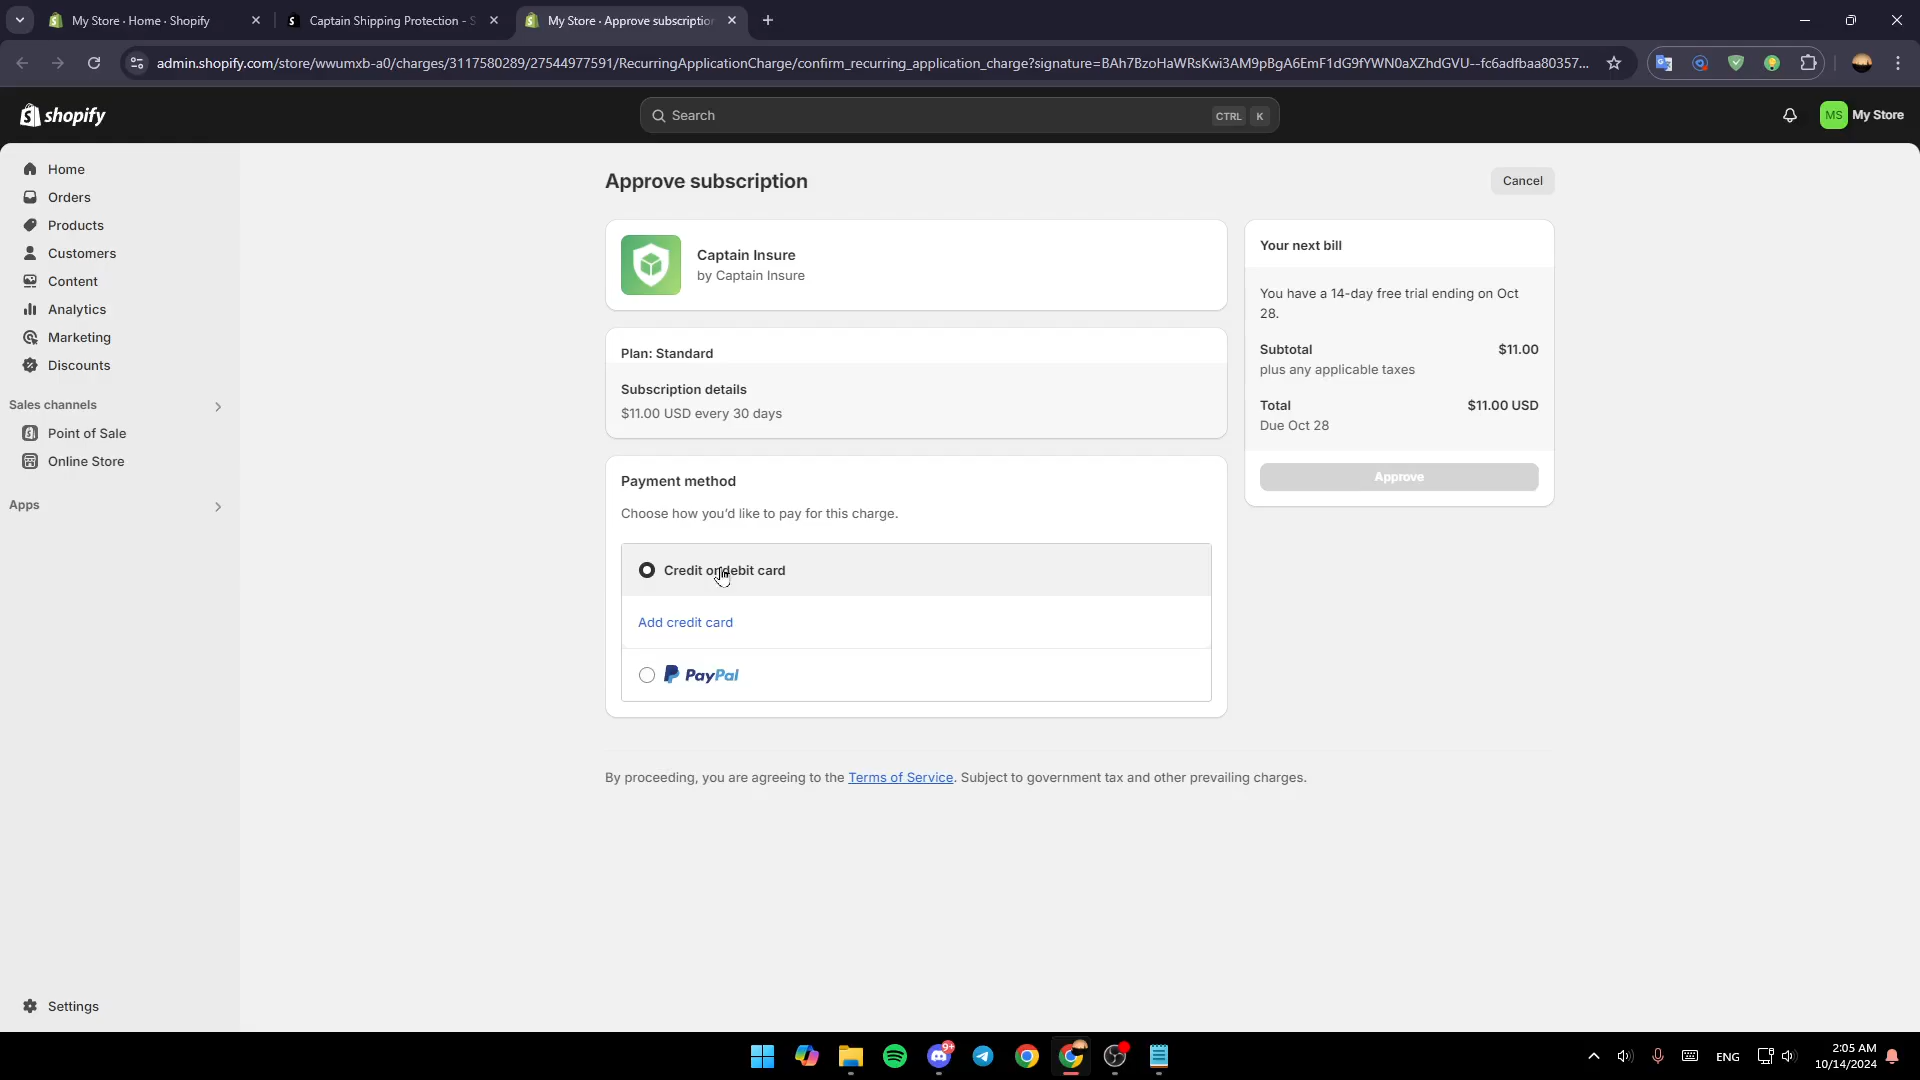 My Store · Home · Shopify
Captain Shipping Protection - S
My Store · Approve subscription
admin.shopify.com/store/wwumxb-a0/charges/3117580289/27544977591/RecurringApplicationCharge/confirm_recurring_application_charge?signature=BAh7BzoHaWRsKwi3AM9pBgA6EmF1dG9fYWN0aXZhdGVU--fc6adfbaa80357...
shopify
Search
CTRL K
MS
My Store
Home
Orders
Products
Customers
Content
Analytics
Marketing
Discounts
Sales channels
Point of Sale
Online Store
Apps
Settings
Approve subscription
Cancel
Captain Insure
by Captain Insure
Plan: Standard
Subscription details
$11.00 USD every 30 days
Payment method
Choose how you'd like to pay for this charge.
Credit or debit card
Add credit card
PayPal
Your next bill
You have a 14-day free trial ending on Oct
28.
Subtotal $11.00
plus any applicable taxes
Total $11.00 USD
Due Oct 28
Approve
By proceeding, you are agreeing to the Terms of Service. Subject to government tax and other prevailing charges.
9+
ENG
2:05 AM
10/14/2024